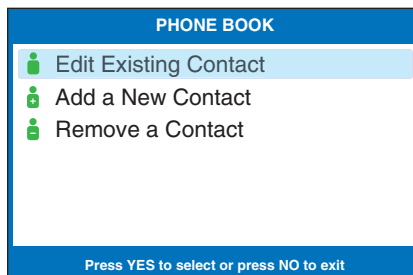 PHONE BOOK
Edit Existing Contact
Add a New Contact
Remove a Contact
Press YES to select or press NO to exit